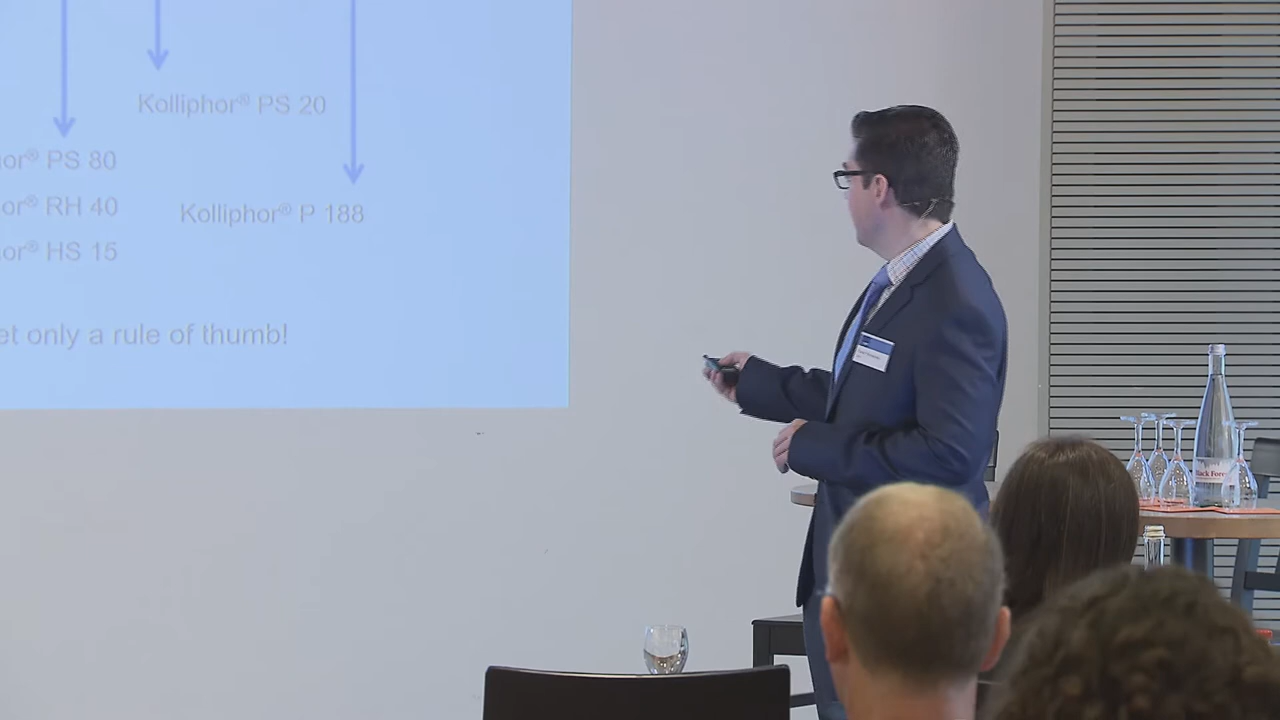 Kolliphor® PS 20
or® PS 80
or® RH 40
Kolliphor® P 188
or® HS 15
et only a rule of thumb!